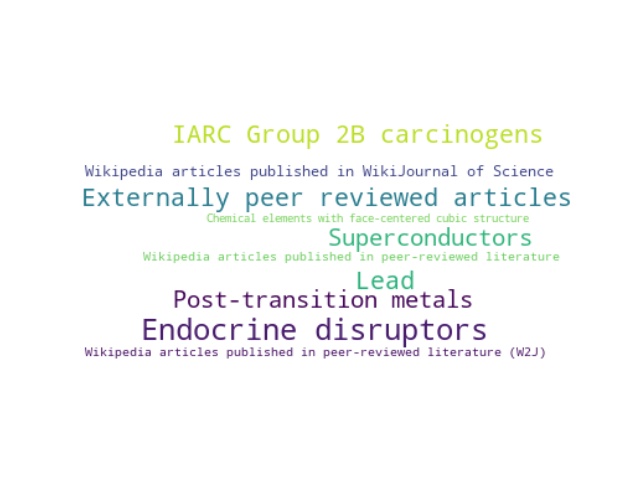 IARC Group 2B carcinogens
Wikipedia articles published in WikiJournal of Science
Externally peer reviewed articles
Chemical elements with face-centered cubic structure
Superconductors
Wikipedia articles published in peer-reviewed literature
Lead
Post-transition metals
Endocrine disruptors
Wikipedia articles published in peer-reviewed literature (W2J)